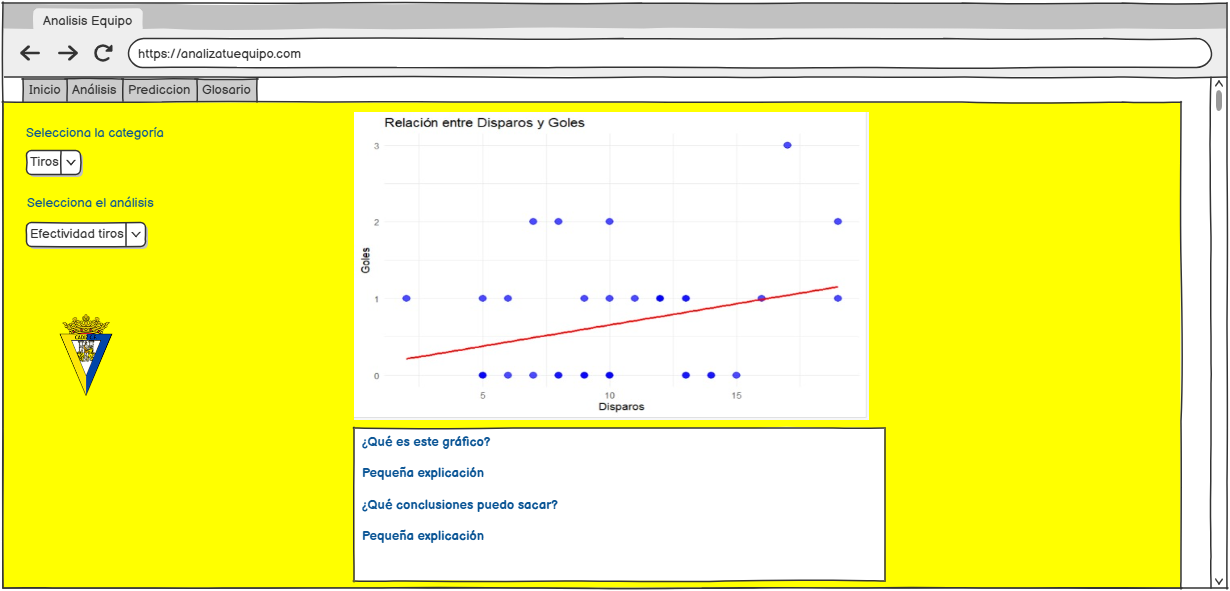 Analisis Equipo
https://analizatuequipo.com
Inicio Análisis Prediccion Glosario
Selecciona la categoría
Tiros
Selecciona el análisis
Efectividad tiros
Relación entre Disparos y Goles
3
2
1
0
Goles
5 10 15
Disparos
¿Qué es este gráfico?
Pequeña explicación
¿Qué conclusiones puedo sacar?
Pequeña explicación